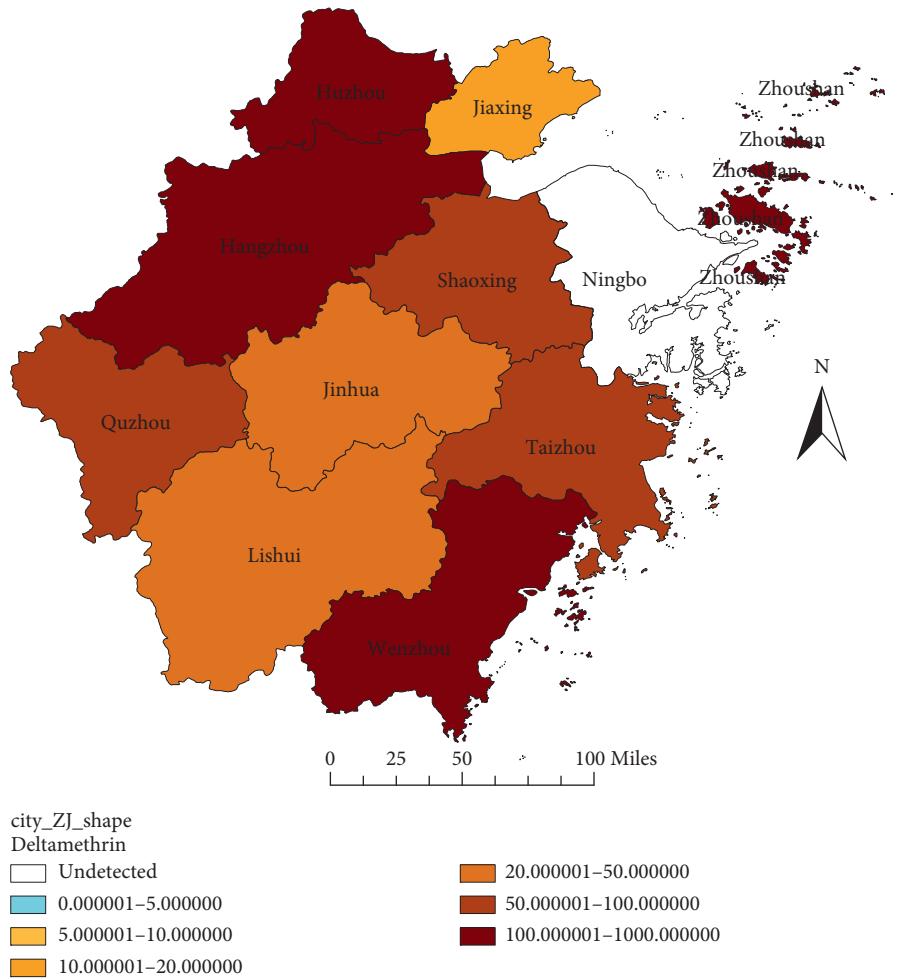 Huzhou
Jiaxing
Zhoushan
Zhoushan
Zhoushan
Zhoushan
Hangzhou
Shaoxing
Ningbo
Zhoushan
N
Jinhua
Quzhou
Taizhou
Lishui
Wenzhou
0 25 50 100 Miles
city_ZJ_shape
Deltamethrin
Undetected
0.000001–5.000000
5.000001–10.000000
10.000001–20.000000
20.000001–50.000000
50.000001–100.000000
100.000001–1000.000000